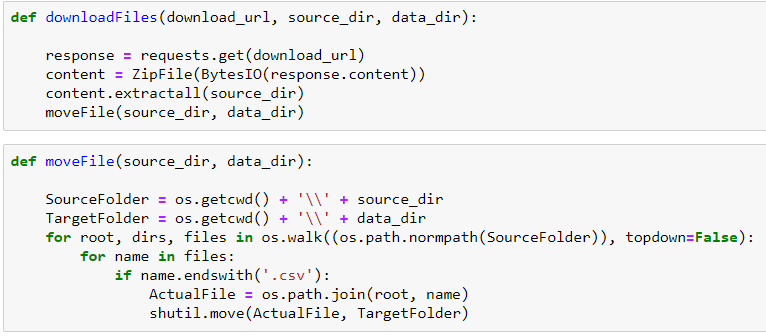 def downloadFiles(download_url, source_dir, data_dir):
    response = requests.get(download_url)
    content = ZipFile(BytesIO(response.content))
    content.extractall(source_dir)
    moveFile(source_dir, data_dir)
def moveFile(source_dir, data_dir):
    SourceFolder = os.getcwd() + '\\' + source_dir
    TargetFolder = os.getcwd() + '\\' + data_dir
    for root, dirs, files in os.walk((os.path.normpath(SourceFolder)), topdown=False):
        for name in files:
            if name.endswith('.csv'):
                ActualFile = os.path.join(root, name)
                shutil.move(ActualFile, TargetFolder)